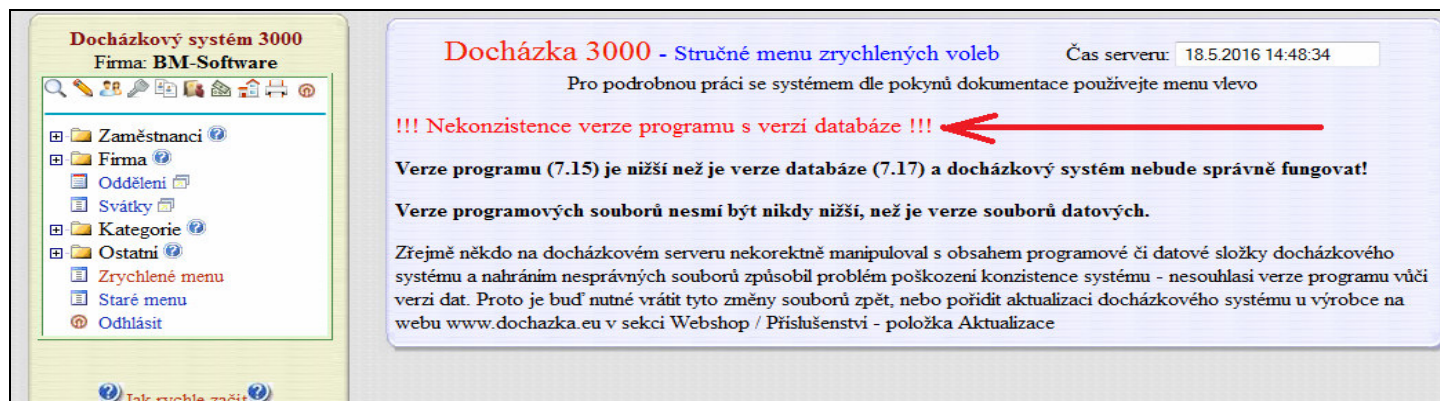 Docházkový systém 3000
Firma: BM-Software
Zaměstnanci
Firma
Oddělení
Svátky
Kategorie
Ostatní
Zrychlené menu
Staré menu
Odhlásit
Jak rychle začít
Docházka 3000 - Stručné menu zrychlených voleb
Čas serveru: 18.5.2016 14:48:34
Pro podrobnou práci se systémem dle pokynů dokumentace používejte menu vlevo
!!! Nekonzistence verze programu s verzí databáze !!!
Verze programu (7.15) je nižší než je verze databáze (7.17) a docházkový systém nebude správně fungovat!
Verze programových souborů nesmí být nikdy nižší, než je verze souborů datových.
Zřejmě někdo na docházkovém serveru nekorektně manipuloval s obsahem programové či datové složky docházkového
systému a nahráním nesprávných souborů způsobil problém poškození konzistence systému - nesouhlasí verze programu vůči
verzi dat. Proto je buď nutné vrátit tyto změny souborů zpět, nebo pořídit aktualizaci docházkového systému u výrobce na
webu www.dochazka.eu v sekci Webshop / Příslušenství - položka Aktualizace